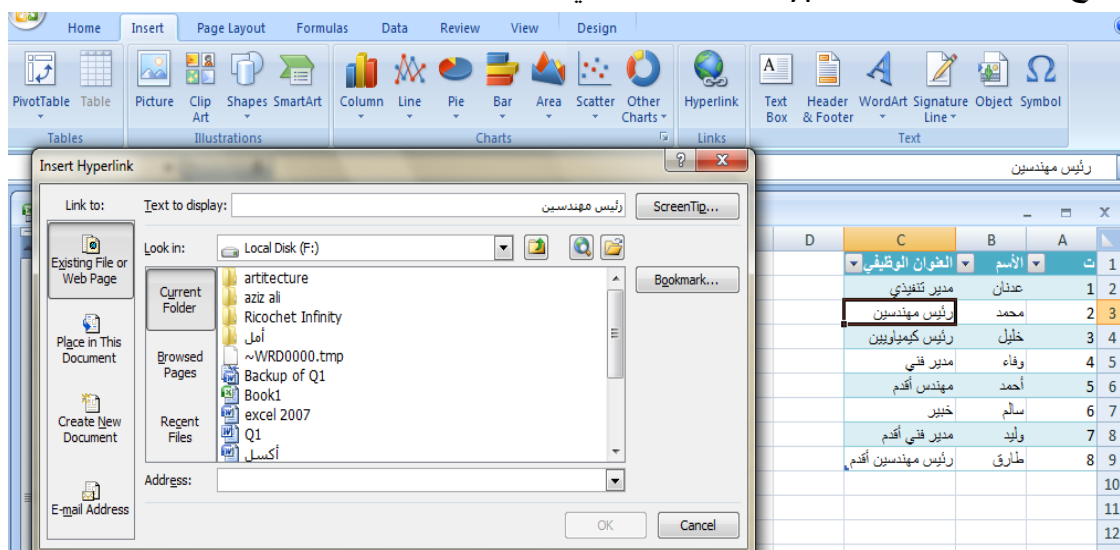 Home Insert Page Layout Formulas Data Review View Design
PivotTable Table Picture Clip Art Shapes SmartArt Column Line Pie Bar Area Scatter Other Charts Hyperlink Text Box Header & Footer WordArt Signature Line Object Symbol
Tables Illustrations Charts Links Text
رئيس مهندسين
Insert Hyperlink
Link to:
Text to display: رئيس مهندسين
ScreenTip...
Existing File or Web Page
Place in This Document
Create New Document
E-mail Address
Look in: Local Disk (F:)
Bookmark...
Current Folder
Browsed Pages
Recent Files
artitecture
aziz ali
Ricochet Infinity
أمل
~WRD0000.tmp
Backup of Q1
Book1
excel 2007
Q1
أكسل
Address:
OK Cancel
D C B A
1 ت الأسم العنوان الوظيفي
2 1 عدنان مدير تنفيذي
3 2 محمد رئيس مهندسين
4 3 خليل رئيس كيمياويين
5 4 وفاء مدير فني
6 5 أحمد مهندس أقدم
7 6 سالم خبير
8 7 وليد مدير فني أقدم
9 8 طارق رئيس مهندسين أقدم
10
11
12